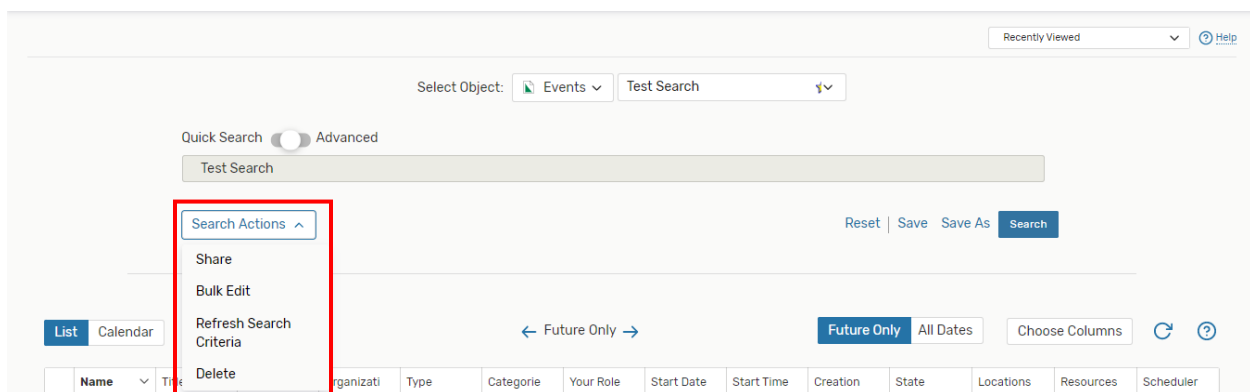 Recently Viewed Help
Select Object: Events Test Search
Quick Search Advanced
Test Search
Search Actions Reset | Save Save As Search
Share
Bulk Edit
Refresh Search
Criteria
Delete
List Calendar Future Only Future Only All Dates Choose Columns
Name rganizati Type Categorie Your Role Start Date Start Time Creation State Locations Resources Scheduler